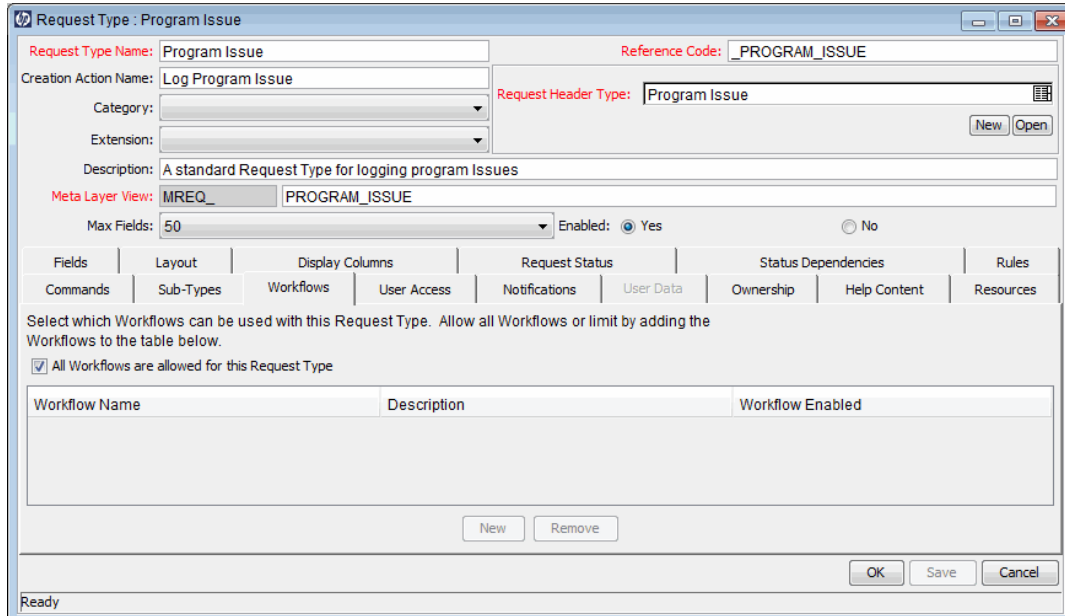 Request Type : Program Issue
Request Type Name: Program Issue
Reference Code: _PROGRAM_ISSUE
Creation Action Name: Log Program Issue
Request Header Type: Program Issue
Category:
New Open
Extension:
Description: A standard Request Type for logging program Issues
Meta Layer View: MREQ_ PROGRAM_ISSUE
Max Fields: 50 Enabled: Yes No
Fields Layout Display Columns Request Status Status Dependencies Rules
Commands Sub-Types Workflows User Access Notifications User Data Ownership Help Content Resources
Select which Workflows can be used with this Request Type. Allow all Workflows or limit by adding the
Workflows to the table below.
All Workflows are allowed for this Request Type
Workflow Name Description Workflow Enabled
New Remove
OK Save Cancel
Ready